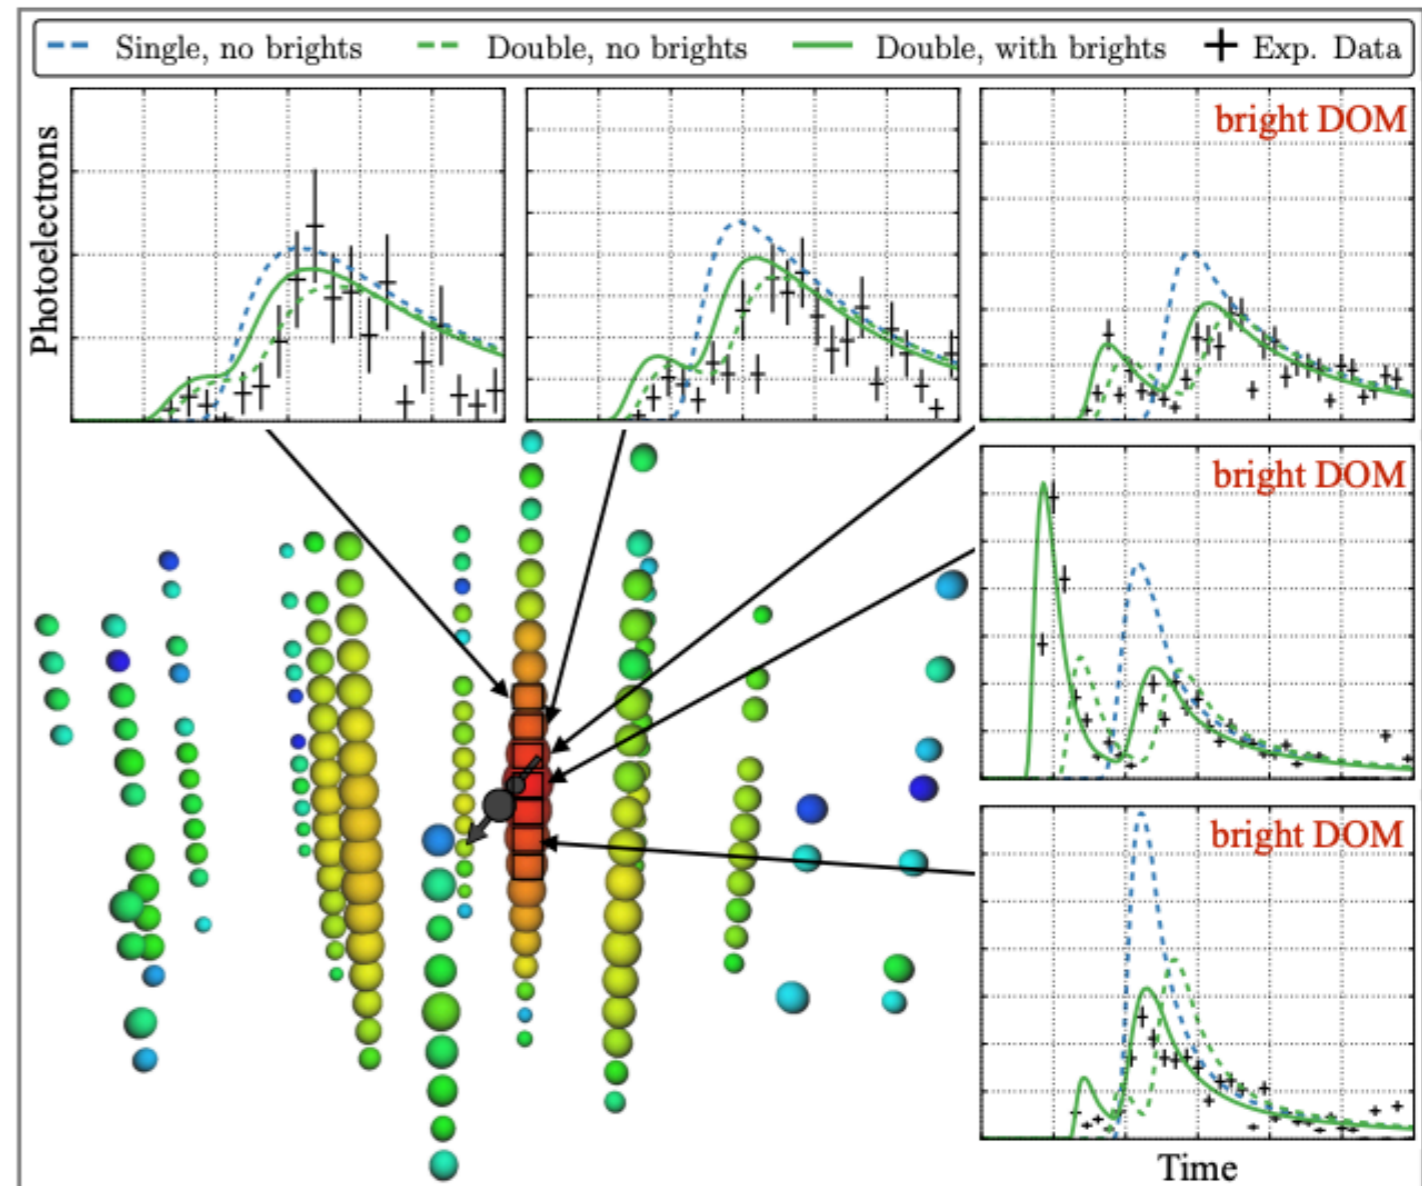 Single, no brights Double, no brights Double, with brights Exp. Data
Photoelectrons
bright DOM
bright DOM
bright DOM
Time